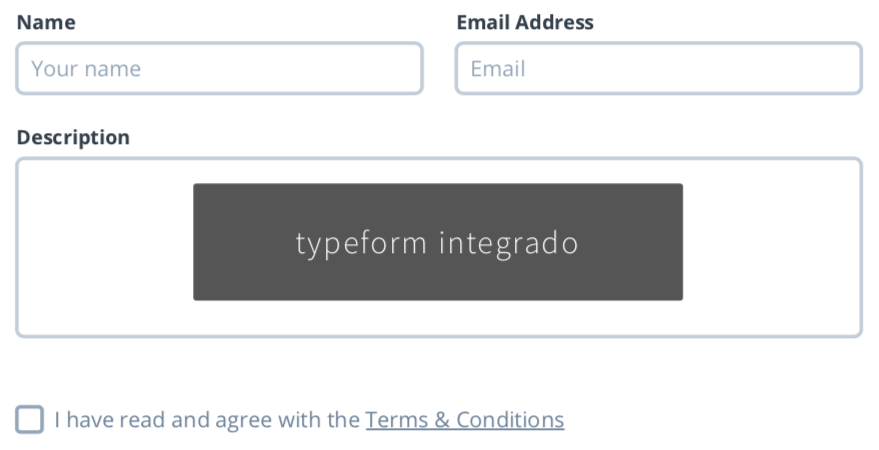 Name
Email Address
Your name
Email
Description
typeform integrado
I have read and agree with the Terms & Conditions